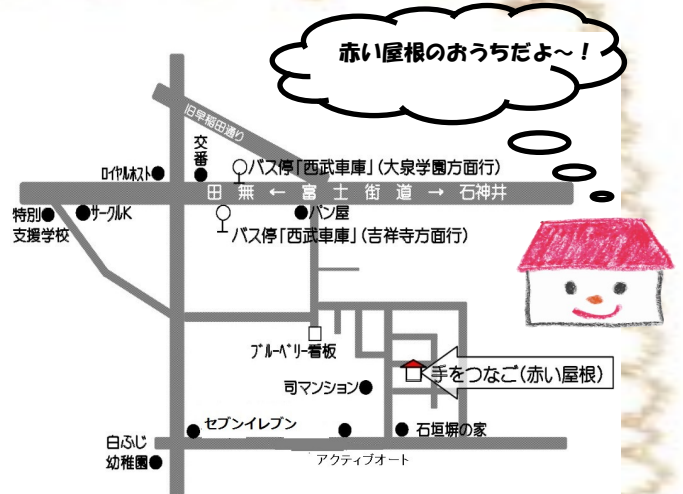 赤い屋根のおうちだよ～！
旧早稲田通り
交番
ﾛｲﾔﾙﾎｽﾄ
バス停「西武車庫」（大泉学園方面行）
田無 ← 富士街道 → 石神井
特別
支援学校
ｻｰｸﾙK
パン屋
バス停「西武車庫」（吉祥寺方面行）
ﾌﾞﾙｰﾍﾞﾘｰ看板
手をつなご（赤い屋根）
司マンション
セブンイレブン
石垣塀の家
白ふじ
幼稚園
アクティブオート